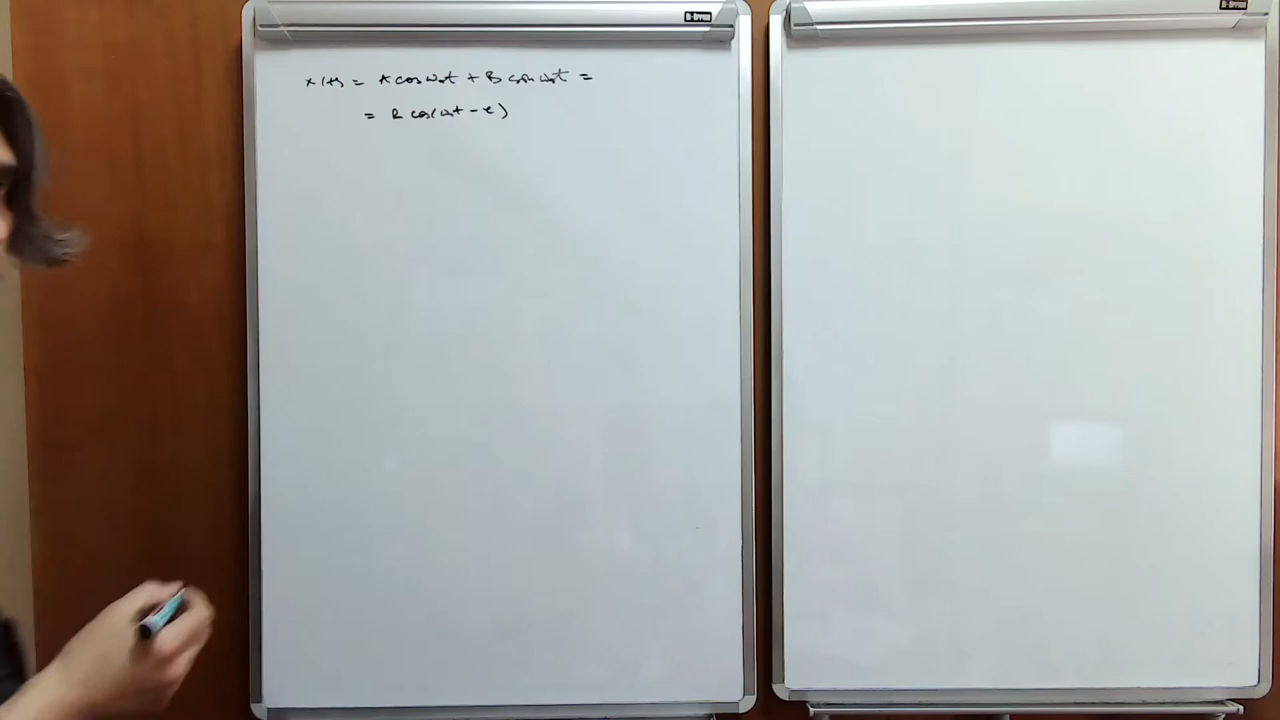 x(t) = A cos ω₀t + B sin ω₀t =
= R cos(ω₀t - φ)